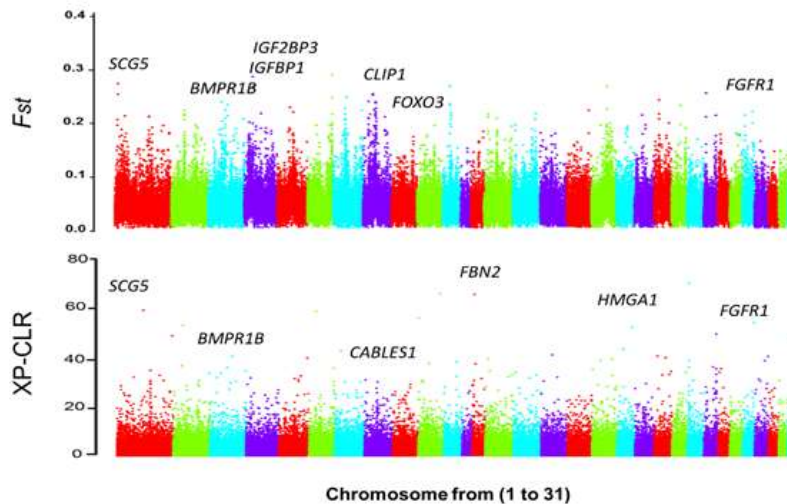 0.4
IGF2BP3
SCG5
IGFBP1
CLIP1
0.3
BMPR1B
FGFR1
FOXO3
Fst
0.2
0.1
0.0
80
SCG5
FBN2
HMGA1
60
FGFR1
BMPR1B
CABLES1
XP-CLR
40
20
0
Chromosome from (1 to 31)